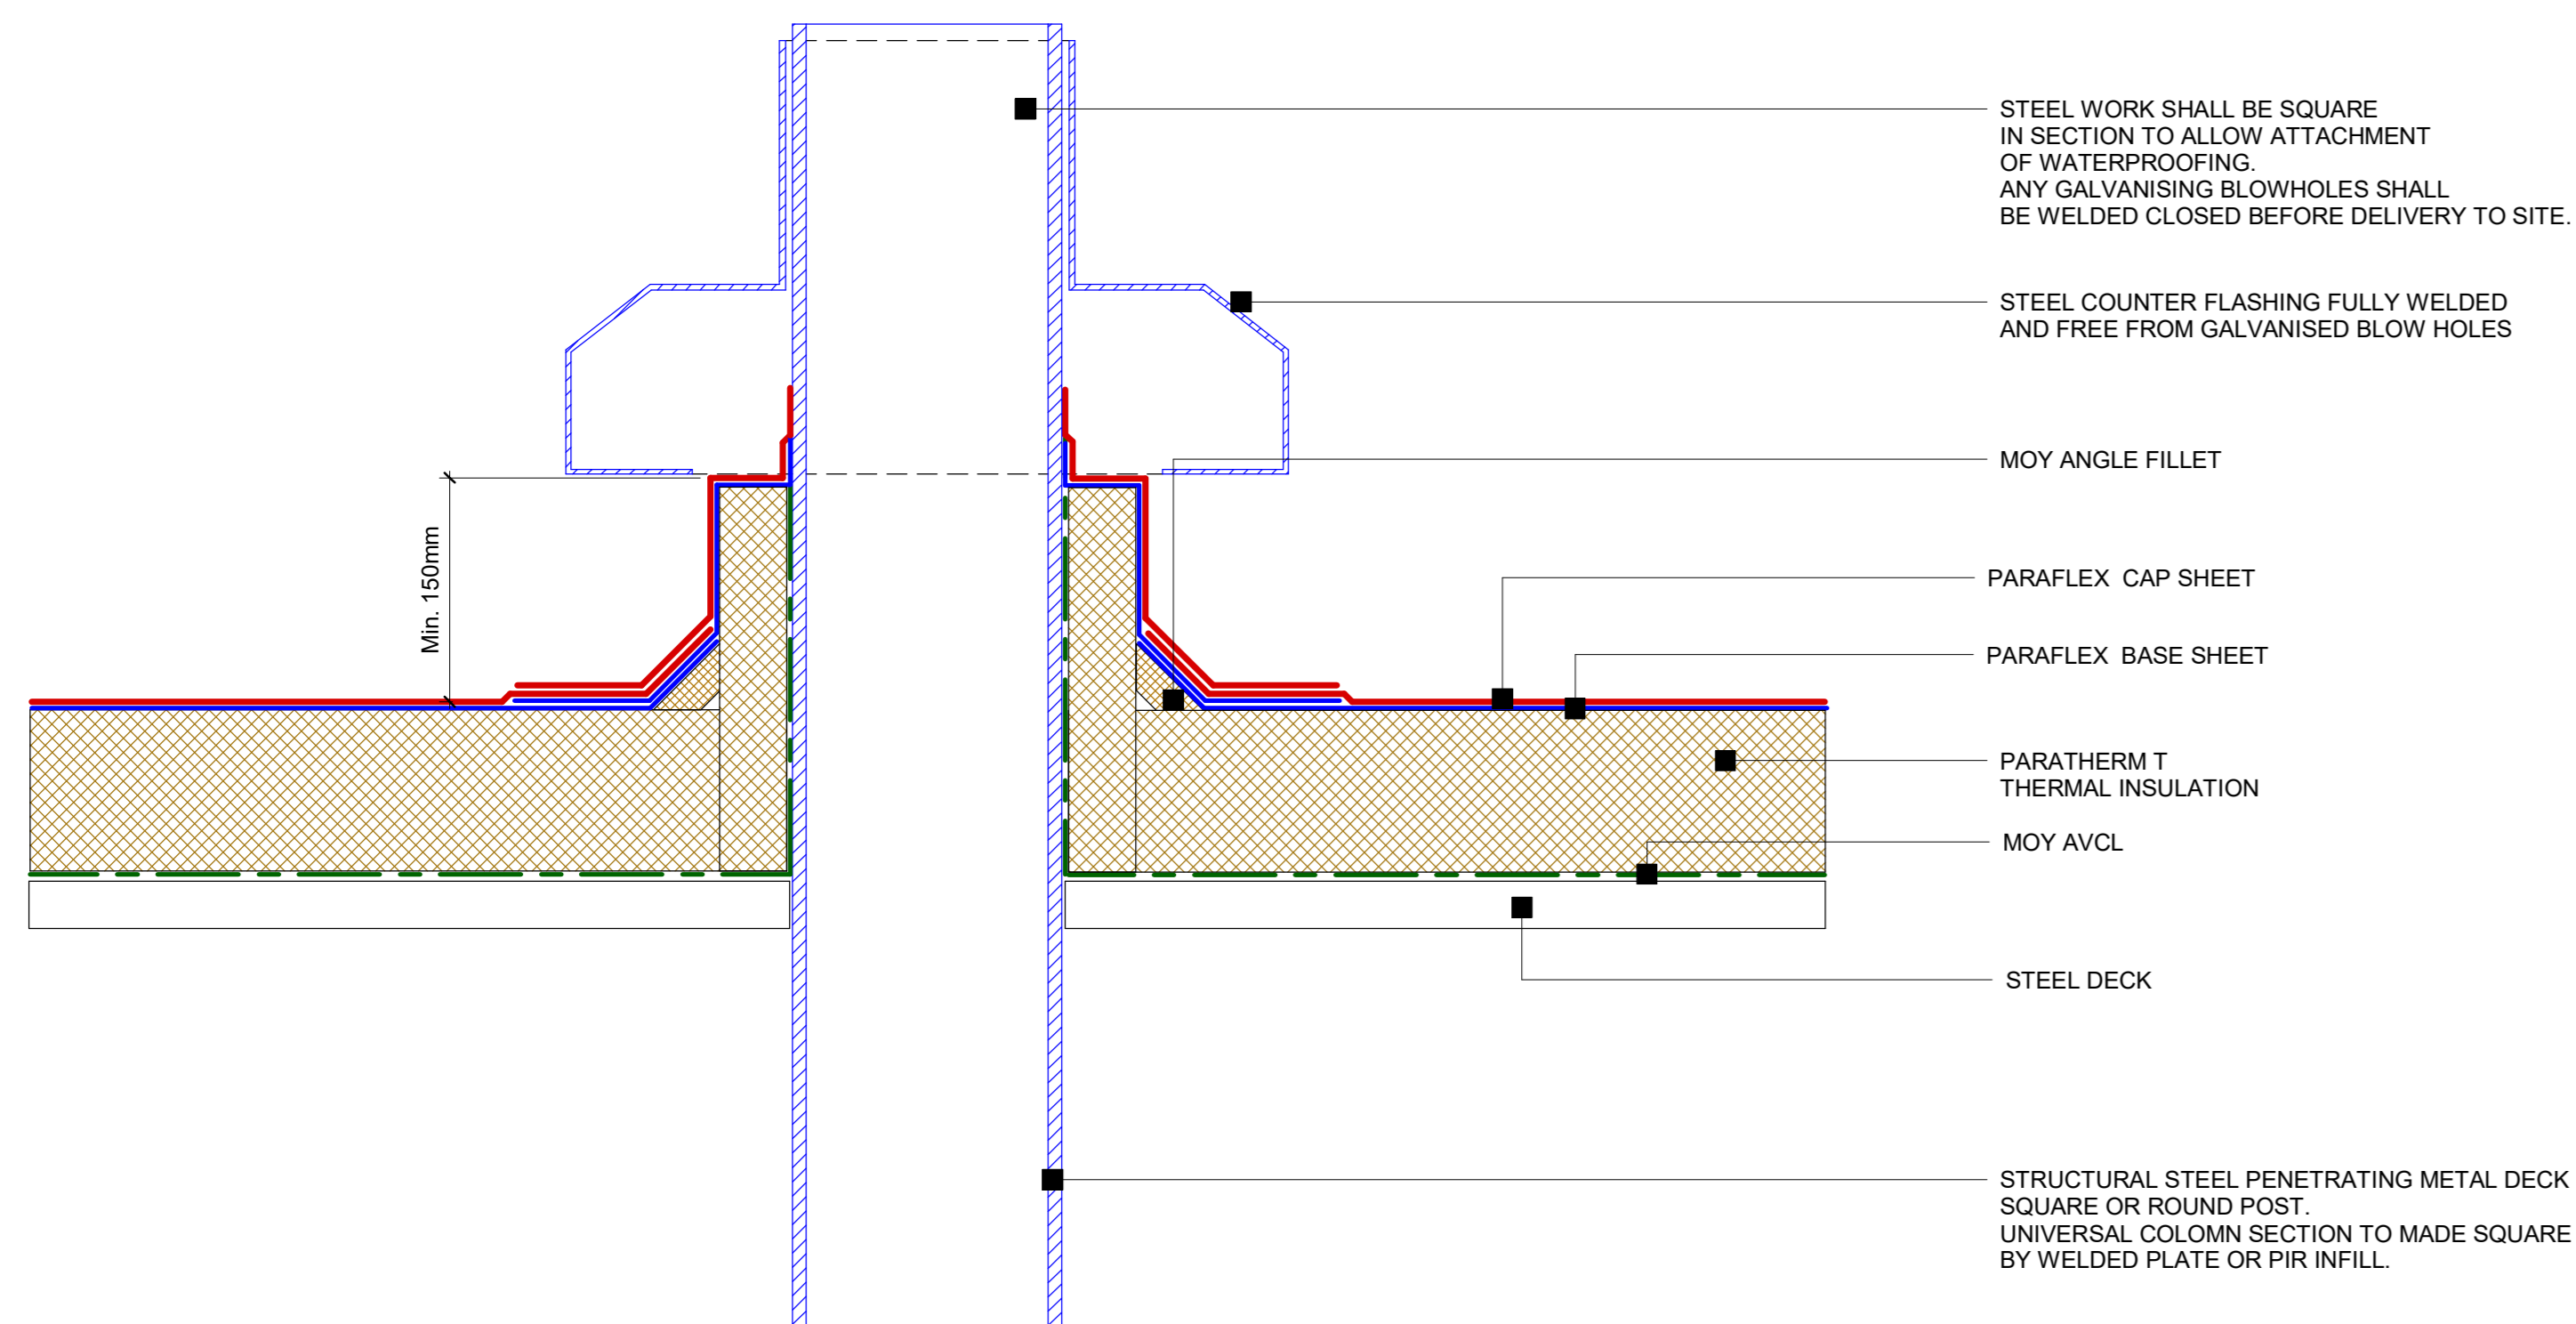 STEEL WORK SHALL BE SQUARE
IN SECTION TO ALLOW ATTACHMENT
OF WATERPROOFING.
ANY GALVANISING BLOWHOLES SHALL
BE WELDED CLOSED BEFORE DELIVERY TO SITE.
STEEL COUNTER FLASHING FULLY WELDED
AND FREE FROM GALVANISED BLOW HOLES
MOY ANGLE FILLET
Min. 150mm
PARAFLEX CAP SHEET
PARAFLEX BASE SHEET
PARATHERM T
THERMAL INSULATION
MOY AVCL
STEEL DECK
STRUCTURAL STEEL PENETRATING METAL DECK
SQUARE OR ROUND POST.
UNIVERSAL COLOMN SECTION TO MADE SQUARE
BY WELDED PLATE OR PIR INFILL.